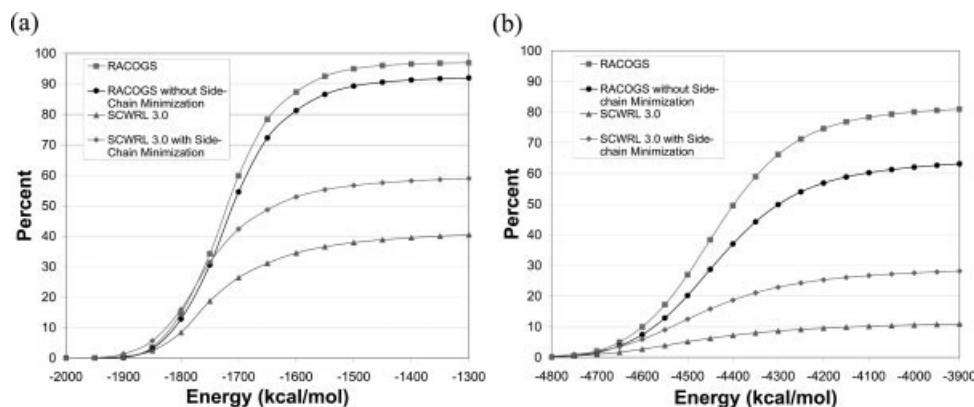 (a)
100
90
80
70
60
50
40
30
20
10
0
Percent
RACOGS
RACOGS without Side-
Chain Minimization
SCWRL 3.0
SCWRL 3.0 with Side-
Chain Minimization
-2000 -1900 -1800 -1700 -1600 -1500 -1400 -1300
Energy (kcal/mol)
(b)
100
90
80
70
60
50
40
30
20
10
0
Percent
RACOGS
RACOGS without Side-
chain Minimization
SCWRL 3.0
SCWRL 3.0 with Side-
chain Minimization
-4800 -4700 -4600 -4500 -4400 -4300 -4200 -4100 -4000 -3900
Energy (kcal/mol)